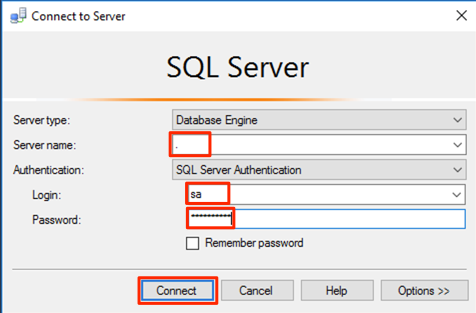 Connect to Server
SQL Server
Server type: Database Engine
Server name: .
Authentication: SQL Server Authentication
Login: sa
Password: **********
Remember password
Connect Cancel Help Options >>